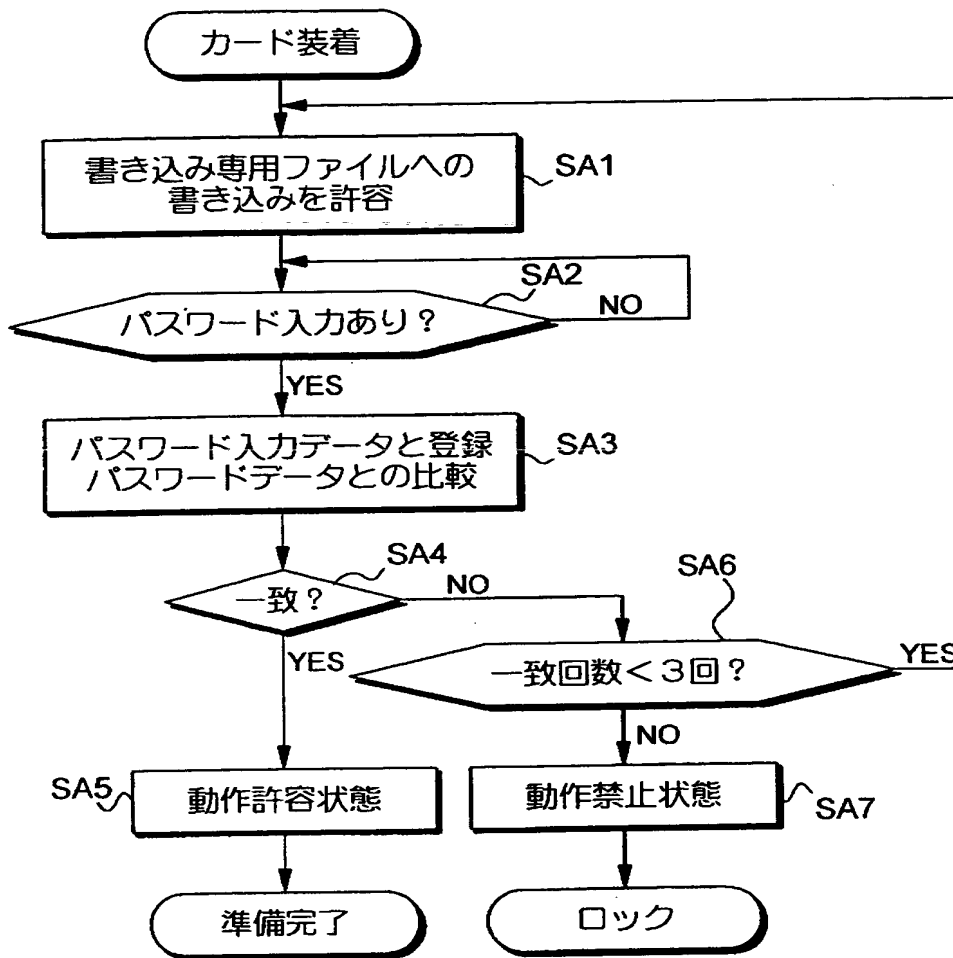 カード装着
書き込み専用ファイルへの
書き込みを許容
SA1
SA2
パスワード入力あり?
NO
YES
パスワード入力データと登録
パスワードデータとの比較
SA3
SA4
一致?
NO
SA6
YES
一致回数<3回?
YES
NO
SA5
動作許容状態
動作禁止状態
SA7
準備完了
ロック